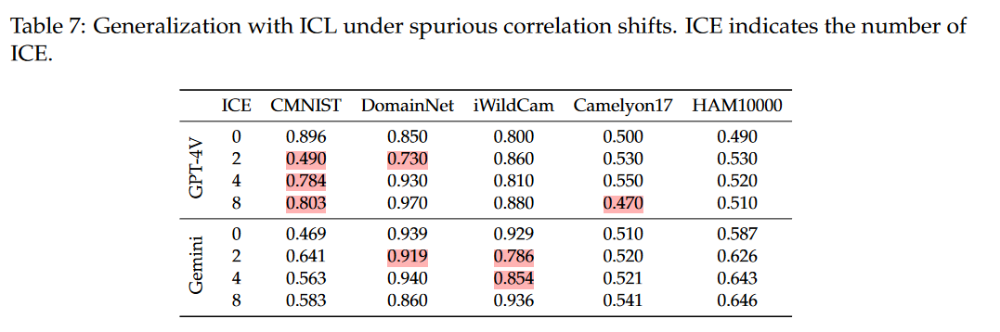 Table 7: Generalization with ICL under spurious correlation shifts. ICE indicates the number of
ICE.
ICE CMNIST DomainNet iWildCam Camelyon17 HAM10000
GPT-4V
0 0.896 0.850 0.800 0.500 0.490
2 0.490 0.730 0.860 0.530 0.530
4 0.784 0.930 0.810 0.550 0.520
8 0.803 0.970 0.880 0.470 0.510
Gemini
0 0.469 0.939 0.929 0.510 0.587
2 0.641 0.919 0.786 0.520 0.626
4 0.563 0.940 0.854 0.521 0.643
8 0.583 0.860 0.936 0.541 0.646